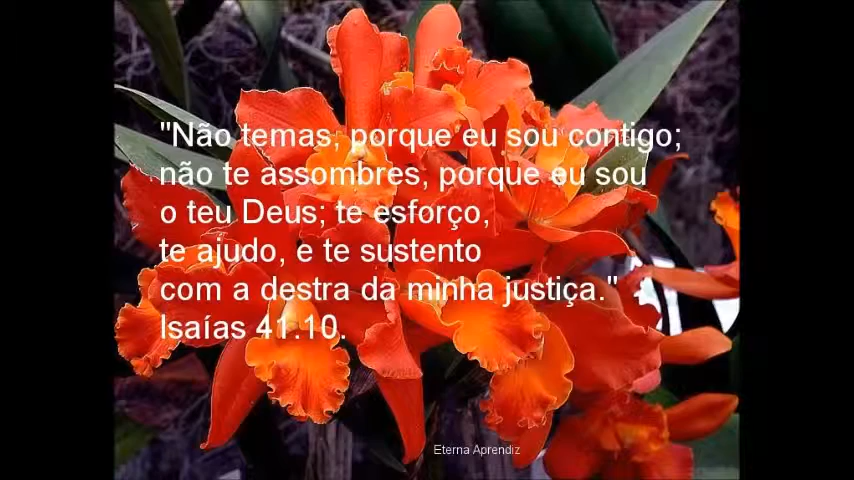 "Não temas, porque eu sou contigo;
não te assombres, porque eu sou
o teu Deus; te esforço,
te ajudo, e te sustento
com a destra da minha justiça."
Isaías 41.10.
Eterna Aprendiz